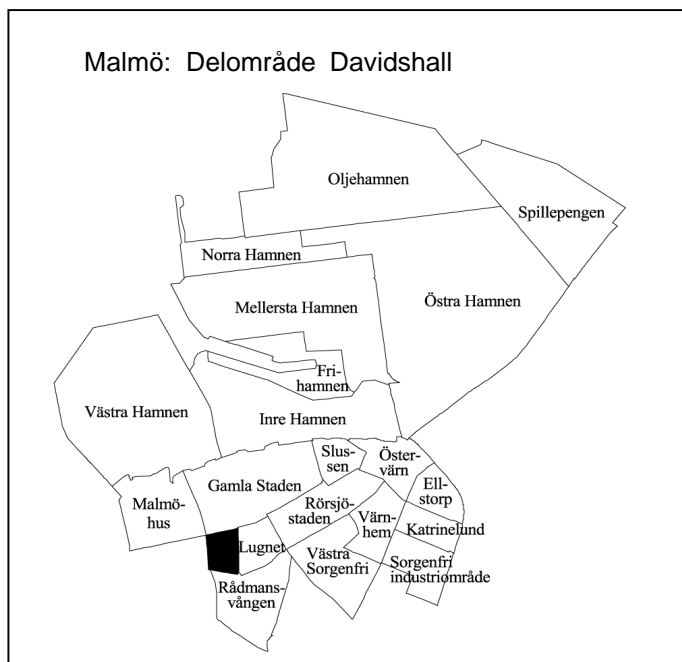 Malmö: Delområde Davidshall
Oljehamnen
Spillepengen
Norra Hamnen
Mellersta Hamnen
Östra Hamnen
Fri-
hamnen
Västra Hamnen
Inre Hamnen
Slus-
sen
Öster-
värn
Gamla Staden
Ell-
storp
Malmö-
hus
Rörsjö-
staden
Värn-
hem
Katrinelund
Lugnet
Västra
Sorgenfri
Sorgenfri
industriområde
Rådmans-
vången